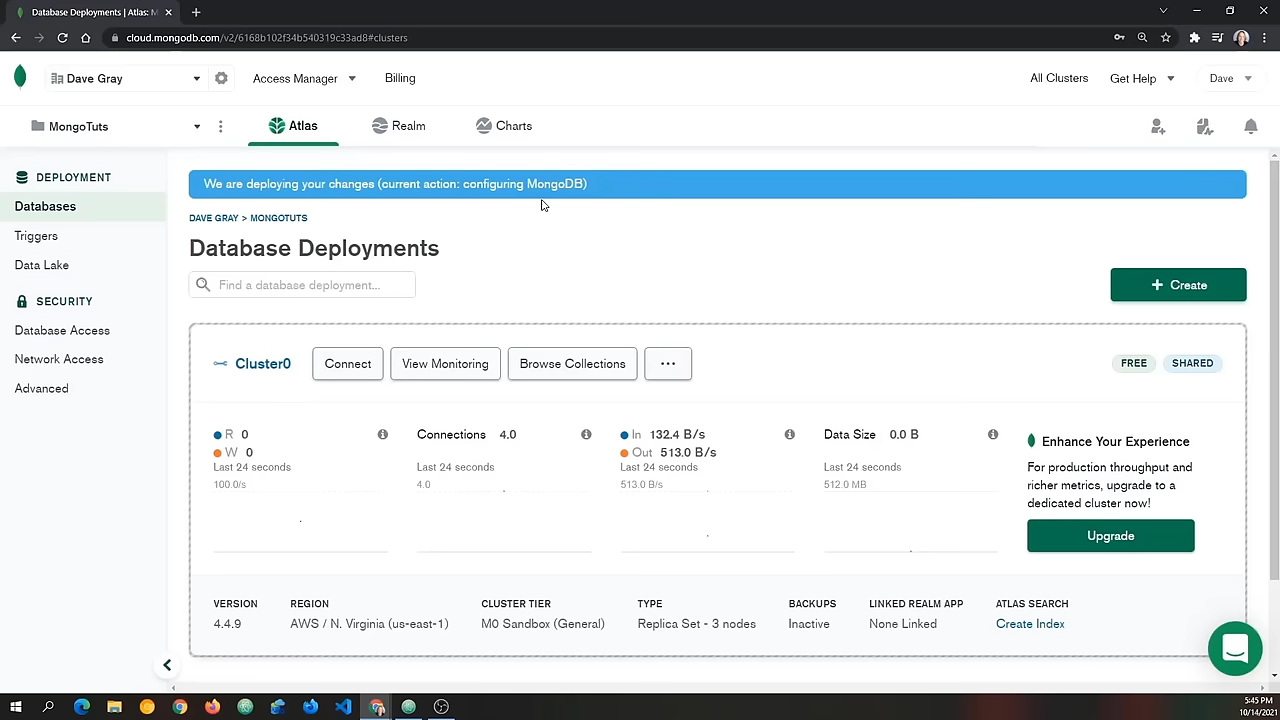 Database Deployments | Atlas: M
cloud.mongodb.com/v2/6168b102f34b540319c33ad8#clusters
Dave Gray
Access Manager
Billing
All Clusters
Get Help
Dave
MongoTuts
Atlas
Realm
Charts
DEPLOYMENT
Databases
Triggers
Data Lake
SECURITY
Database Access
Network Access
Advanced
We are deploying your changes (current action: configuring MongoDB)
DAVE GRAY > MONGOTUTS
Database Deployments
Find a database deployment...
+ Create
Cluster0
Connect
View Monitoring
Browse Collections
...
FREE
SHARED
R 0
W 0
Last 24 seconds
100.0/s
Connections 4.0
Last 24 seconds
4.0
In 132.4 B/s
Out 513.0 B/s
Last 24 seconds
513.0 B/s
Data Size 0.0 B
Last 24 seconds
512.0 MB
Enhance Your Experience
For production throughput and
richer metrics, upgrade to a
dedicated cluster now!
Upgrade
VERSION
4.4.9
REGION
AWS / N. Virginia (us-east-1)
CLUSTER TIER
M0 Sandbox (General)
TYPE
Replica Set - 3 nodes
BACKUPS
Inactive
LINKED REALM APP
None Linked
ATLAS SEARCH
Create Index
5:45 PM
10/14/2021